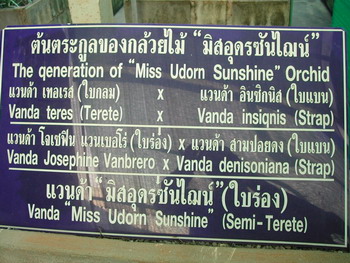 ต้นตระกูลของกล้วยไม้ “มิสอุดรซันไฌน์”
The qeneration of “Miss Udorn Sunshine” Orchid
แวนด้า เทอเรส (ใบกลม) x แวนด้า อินซิกนิส (ใบแบน)
Vanda teres (Terete) x Vanda insignis (Strap)
แวนด้า โจเซฟิน แวนเบอโร่ (ใบร่อง) x แวนด้า สามปอยดง (ใบแบน)
Vanda Josephine Vanbrero x Vanda denisoniana (Strap)
แวนด้า “มิสอุดรซันไฌน์” (ใบร่อง)
Vanda “Miss Udorn Sunshine” (Semi-Terete)